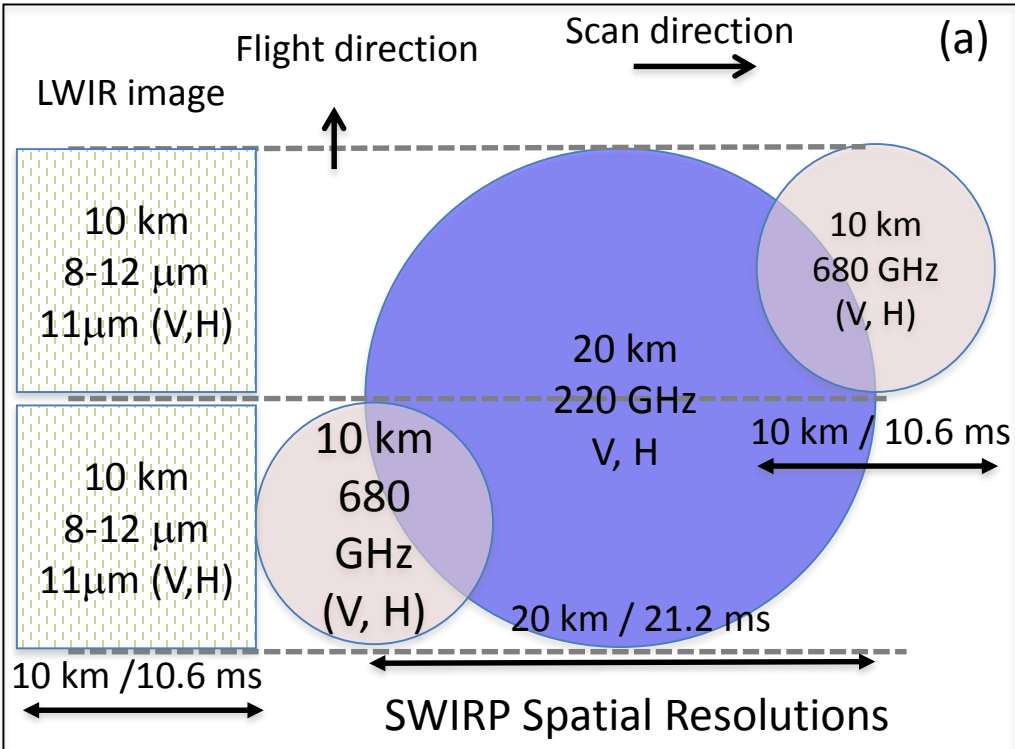 Flight direction
Scan direction
(a)
LWIR image
10 km
8-12 μm
11μm (V,H)
10 km
680 GHz
(V, H)
20 km
220 GHz
V, H
10 km / 10.6 ms
10 km
8-12 μm
11μm (V,H)
10 km
680
GHz
(V, H)
20 km / 21.2 ms
10 km /10.6 ms
SWIRP Spatial Resolutions